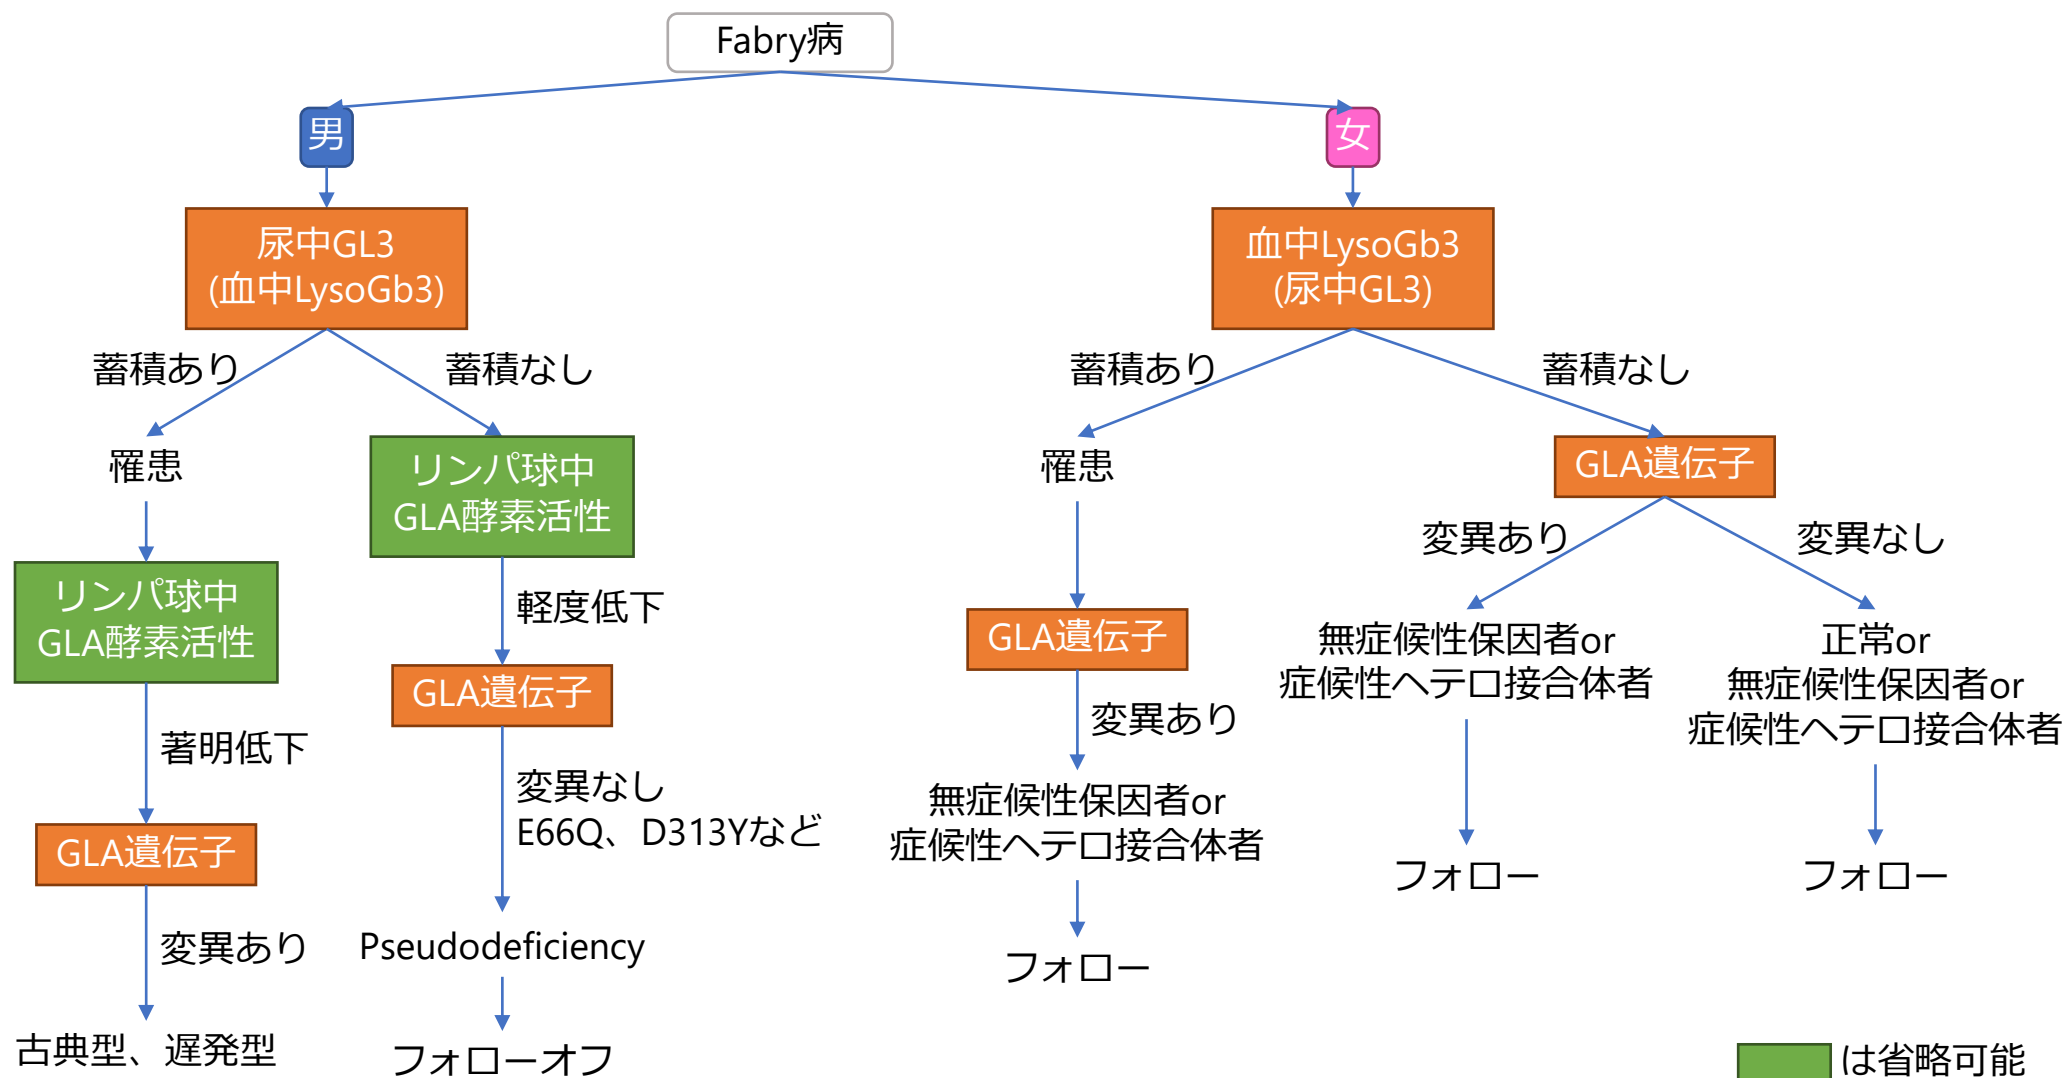 Fabry病
男
女
尿中GL3
(血中LysoGb3)
血中LysoGb3
(尿中GL3)
蓄積あり
蓄積なし
蓄積あり
蓄積なし
罹患
リンパ球中
GLA酵素活性
罹患
GLA遺伝子
変異あり
変異なし
リンパ球中
GLA酵素活性
軽度低下
GLA遺伝子
無症候性保因者or
症候性ヘテロ接合体者
正常or
無症候性保因者or
症候性ヘテロ接合体者
GLA遺伝子
変異あり
著明低下
変異なし
E66Q、D313Yなど
無症候性保因者or
症候性ヘテロ接合体者
GLA遺伝子
フォロー
フォロー
変異あり
Pseudodeficiency
フォロー
古典型、遅発型
フォローオフ
は省略可能